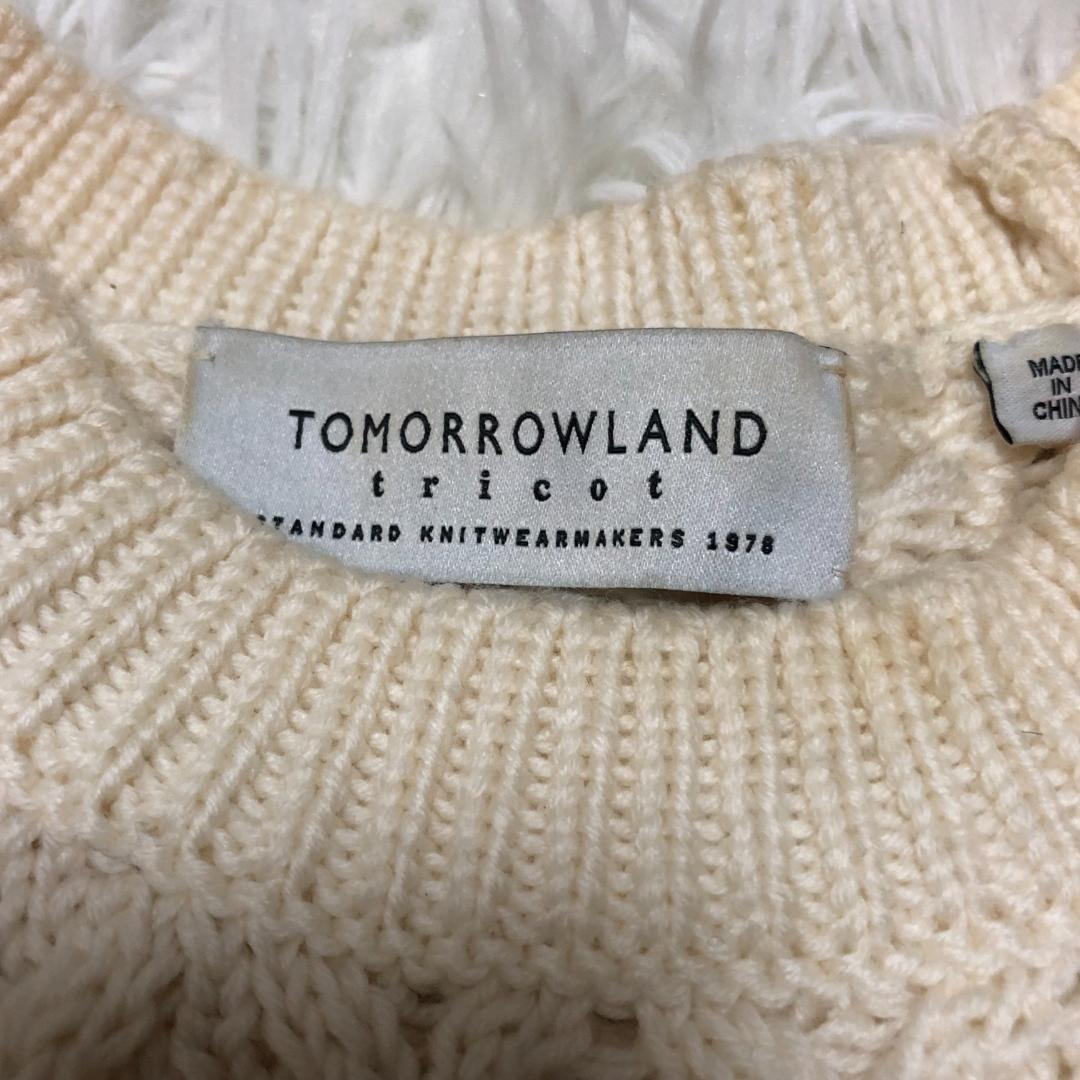 TOMORROWLAND
tricot
STANDARD KNITWEARMAKERS 1978
MADE
IN
CHIN